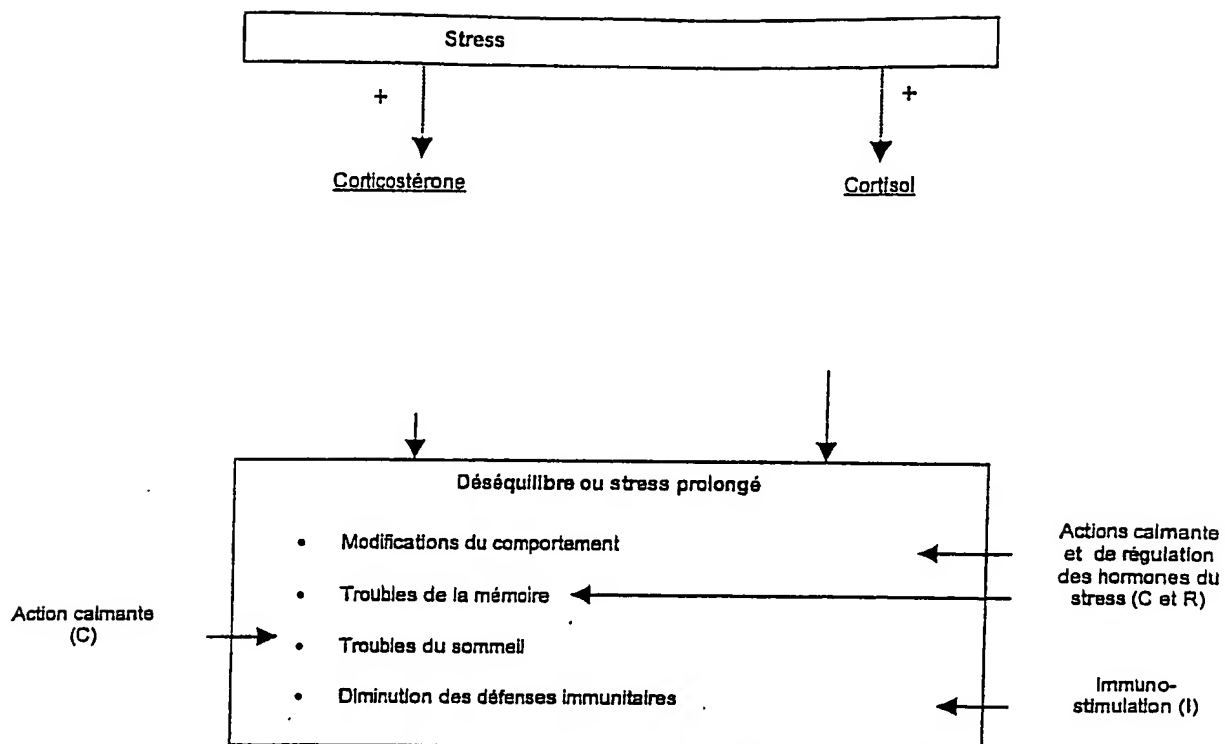 Stress
+
+
Corticostérone
Cortisol
Déséquilibre ou stress prolongé
• Modifications du comportement
• Troubles de la mémoire
• Troubles du sommeil
• Diminution des défenses immunitaires
Action calmante
(C)
Actions calmante
et de régulation
des hormones du
stress (C et R)
Immuno-
stimulation (I)